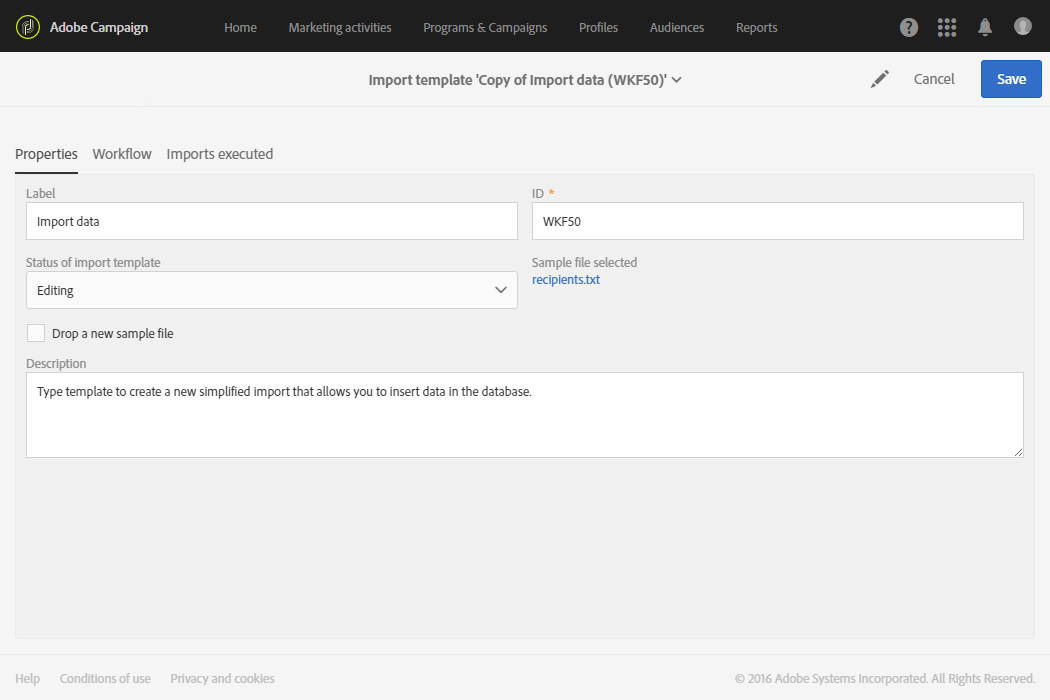 Adobe Campaign Home Marketing activities Programs & Campaigns Profiles Audiences Reports ?
Import template 'Copy of Import data (WKF50)' Cancel Save
Properties Workflow Imports executed
Label ID *
Import data WKF50
Status of import template Sample file selected
recipients.txt
Editing
Drop a new sample file
Description
Type template to create a new simplified import that allows you to insert data in the database.
Help Conditions of use Privacy and cookies © 2016 Adobe Systems Incorporated. All Rights Reserved.